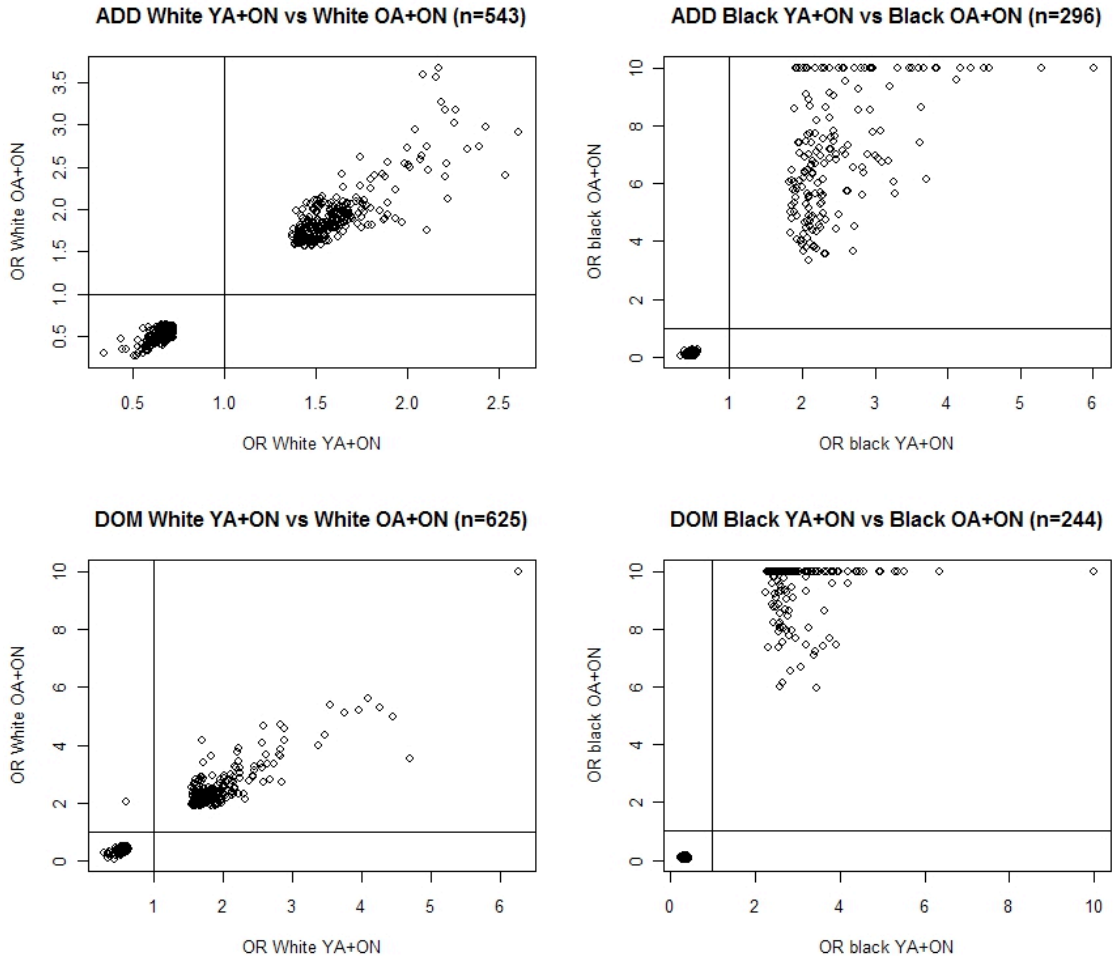 ADD White YA+ON vs White OA+ON (n=543)
OR White OA+ON
3.5
3.0
2.5
2.0
1.5
1.0
0.5
0.5 1.0 1.5 2.0 2.5
OR White YA+ON
ADD Black YA+ON vs Black OA+ON (n=296)
OR black OA+ON
10
8
6
4
2
0
1 2 3 4 5 6
OR black YA+ON
DOM White YA+ON vs White OA+ON (n=625)
OR White OA+ON
10
8
6
4
2
0
1 2 3 4 5 6
OR White YA+ON
DOM Black YA+ON vs Black OA+ON (n=244)
OR black OA+ON
10
8
6
4
2
0
0 2 4 6 8 10
OR black YA+ON